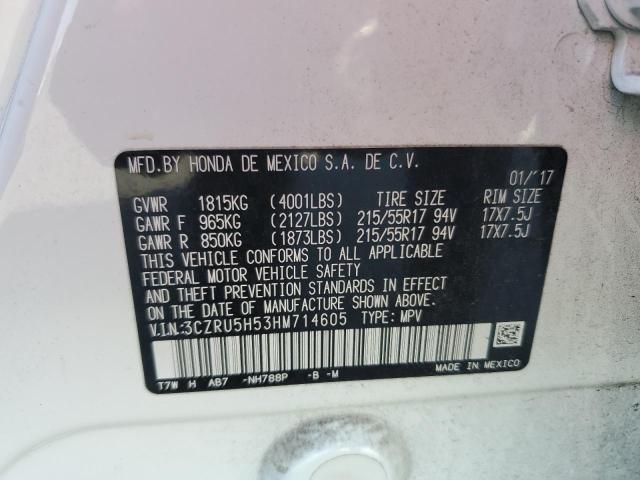 MFD.BY HONDA DE MEXICO S.A. DE C.V.
01/'17
GVWR 1815KG (4001LBS) TIRE SIZE RIM SIZE
GAWR F 965KG (2127LBS) 215/55R17 94V 17X7.5J
GAWR R 850KG (1873LBS) 215/55R17 94V 17X7.5J
THIS VEHICLE CONFORMS TO ALL APPLICABLE
FEDERAL MOTOR VEHICLE SAFETY
AND THEFT PREVENTION STANDARDS IN EFFECT
ON THE DATE OF MANUFACTURE SHOWN ABOVE.
V.I.N.:3CZRU5H53HM714605 TYPE: MPV
T7W H AB7 -NH788P -B -M
MADE IN MEXICO